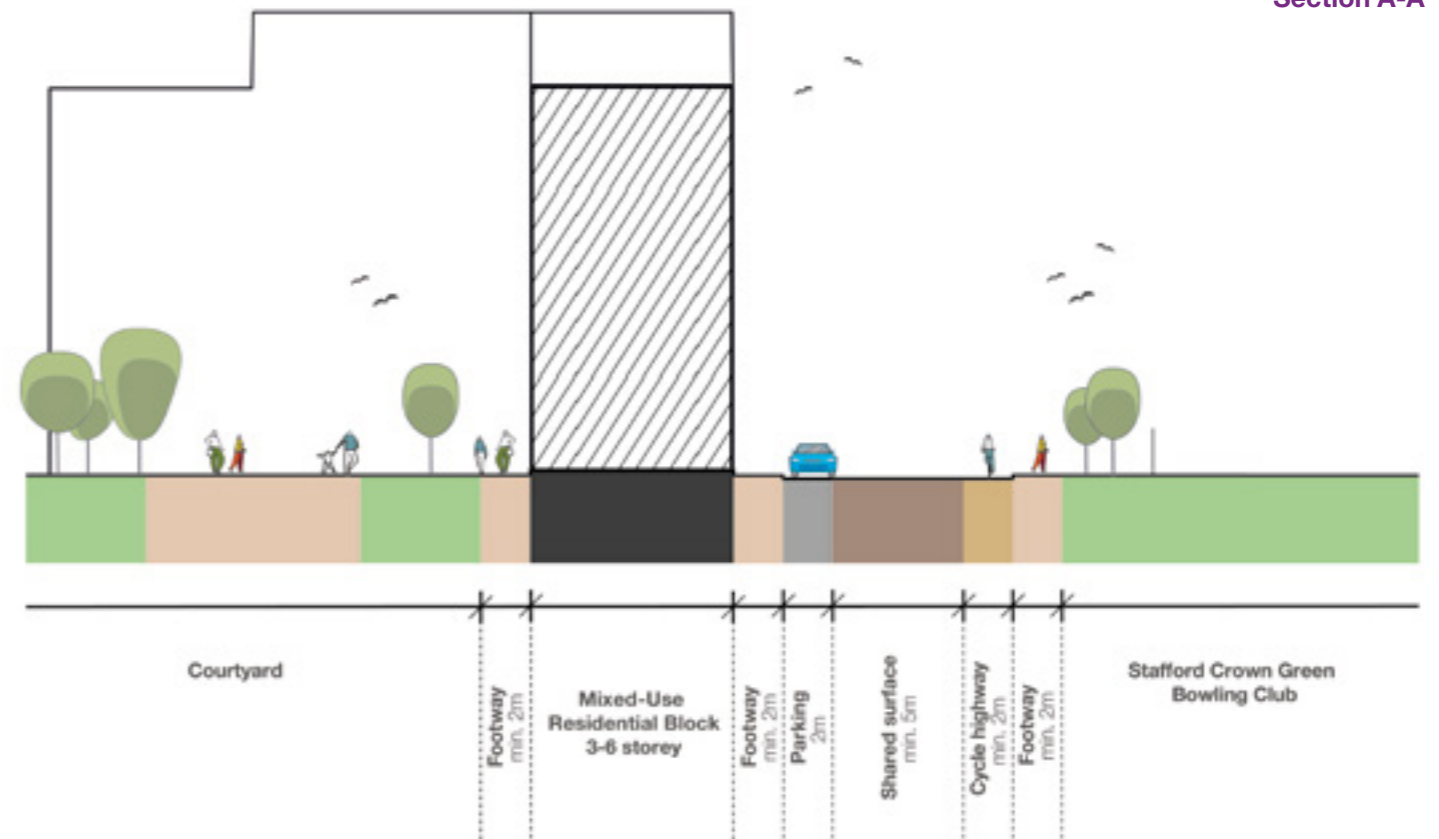 Section A-A
Courtyard
Footway
min. 2m
Mixed-Use
Residential Block
3-6 storey
Footway
min. 2m
Parking
2m
Shared surface
min. 5m
Cycle highway
min. 2m
Footway
min. 2m
Stafford Crown Green
Bowling Club